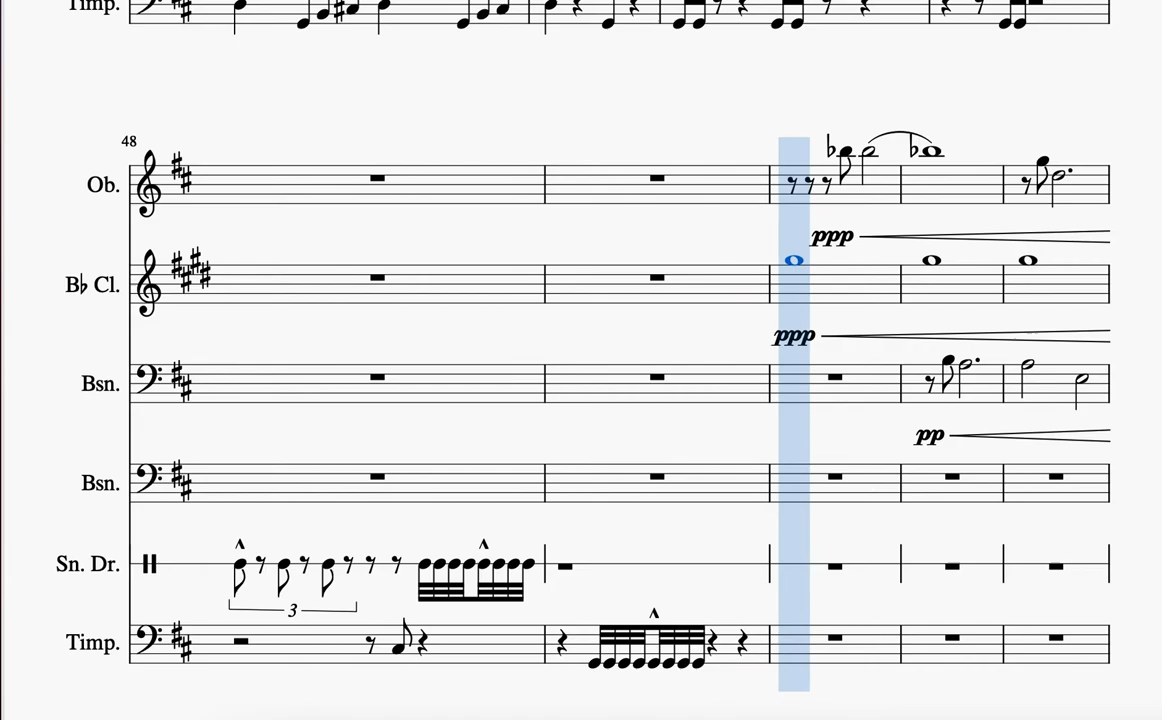 Timp.
48
Ob.
ppp
B♭ Cl.
ppp
Bsn.
pp
Bsn.
Sn. Dr.
3
Timp.